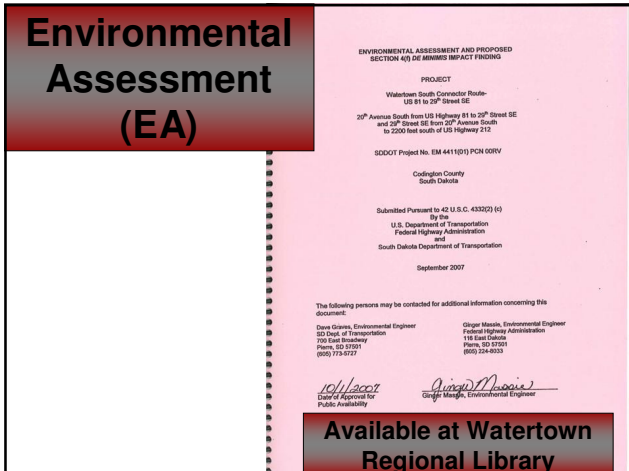 Environmental
Assessment
(EA)
ENVIRONMENTAL ASSESSMENT AND PROPOSED
SECTION 4(f) DE MINIMIS IMPACT FINDING
PROJECT
Watertown South Connector Route-
US 81 to 29th Street SE
20th Avenue South from US Highway 81 to 29th Street SE
and 29th Street SE from 20th Avenue South
to 2200 feet south of US Highway 212
SDDOT Project No. EM 4411(01) PCN 00RV
Codington County
South Dakota
Submitted Pursuant to 42 U.S.C. 4332(2) (c)
By the
U.S. Department of Transportation
Federal Highway Administration
and
South Dakota Department of Transportation
September 2007
The following persons may be contacted for additional information concerning this
document:
Dave Graves, Environmental Engineer
SD Dept. of Transportation
700 East Broadway
Pierre, SD 57501
(605) 773-5727
Ginger Massie, Environmental Engineer
Federal Highway Administration
116 East Dakota
Pierre, SD 57501
(605) 224-8033
10/1/2007
Date of Approval for
Public Availability
Ginger Massie
Ginger Massie, Environmental Engineer
Available at Watertown
Regional Library